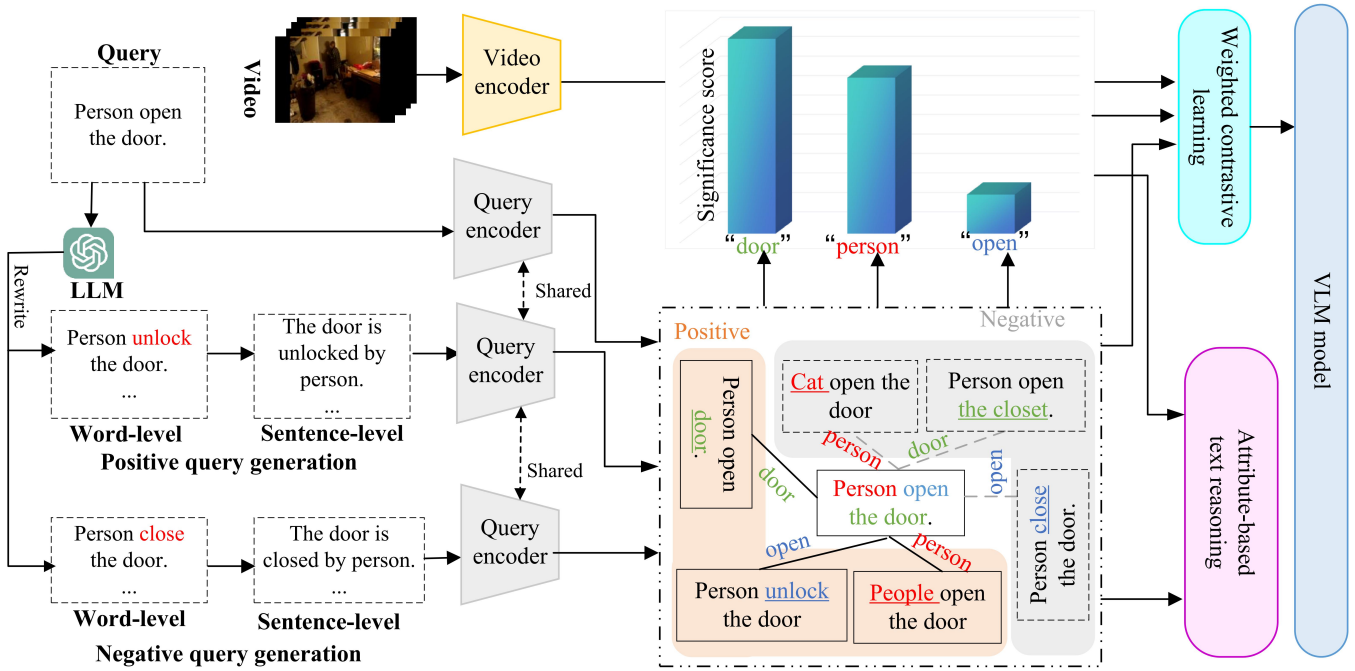 Query
Person open
the door.
Video
Video
encoder
LLM
Rewrite
Person unlock
the door.
...
Word-level
The door is
unlocked by
person.
...
Sentence-level
Positive query generation
Person close
the door.
...
Word-level
The door is
closed by person.
...
Sentence-level
Negative query generation
Query
encoder
Shared
Query
encoder
Shared
Query
encoder
Significance score
“door”
“person”
“open”
Positive
Negative
Person open
door.
Cat open the
door
Person open
the closet.
person
door
open
door
Person open
the door.
Person close
the door.
open
person
Person unlock
the door
People open
the door
Weighted contrastive
learning
Attribute-based
text reasoning
VLM model